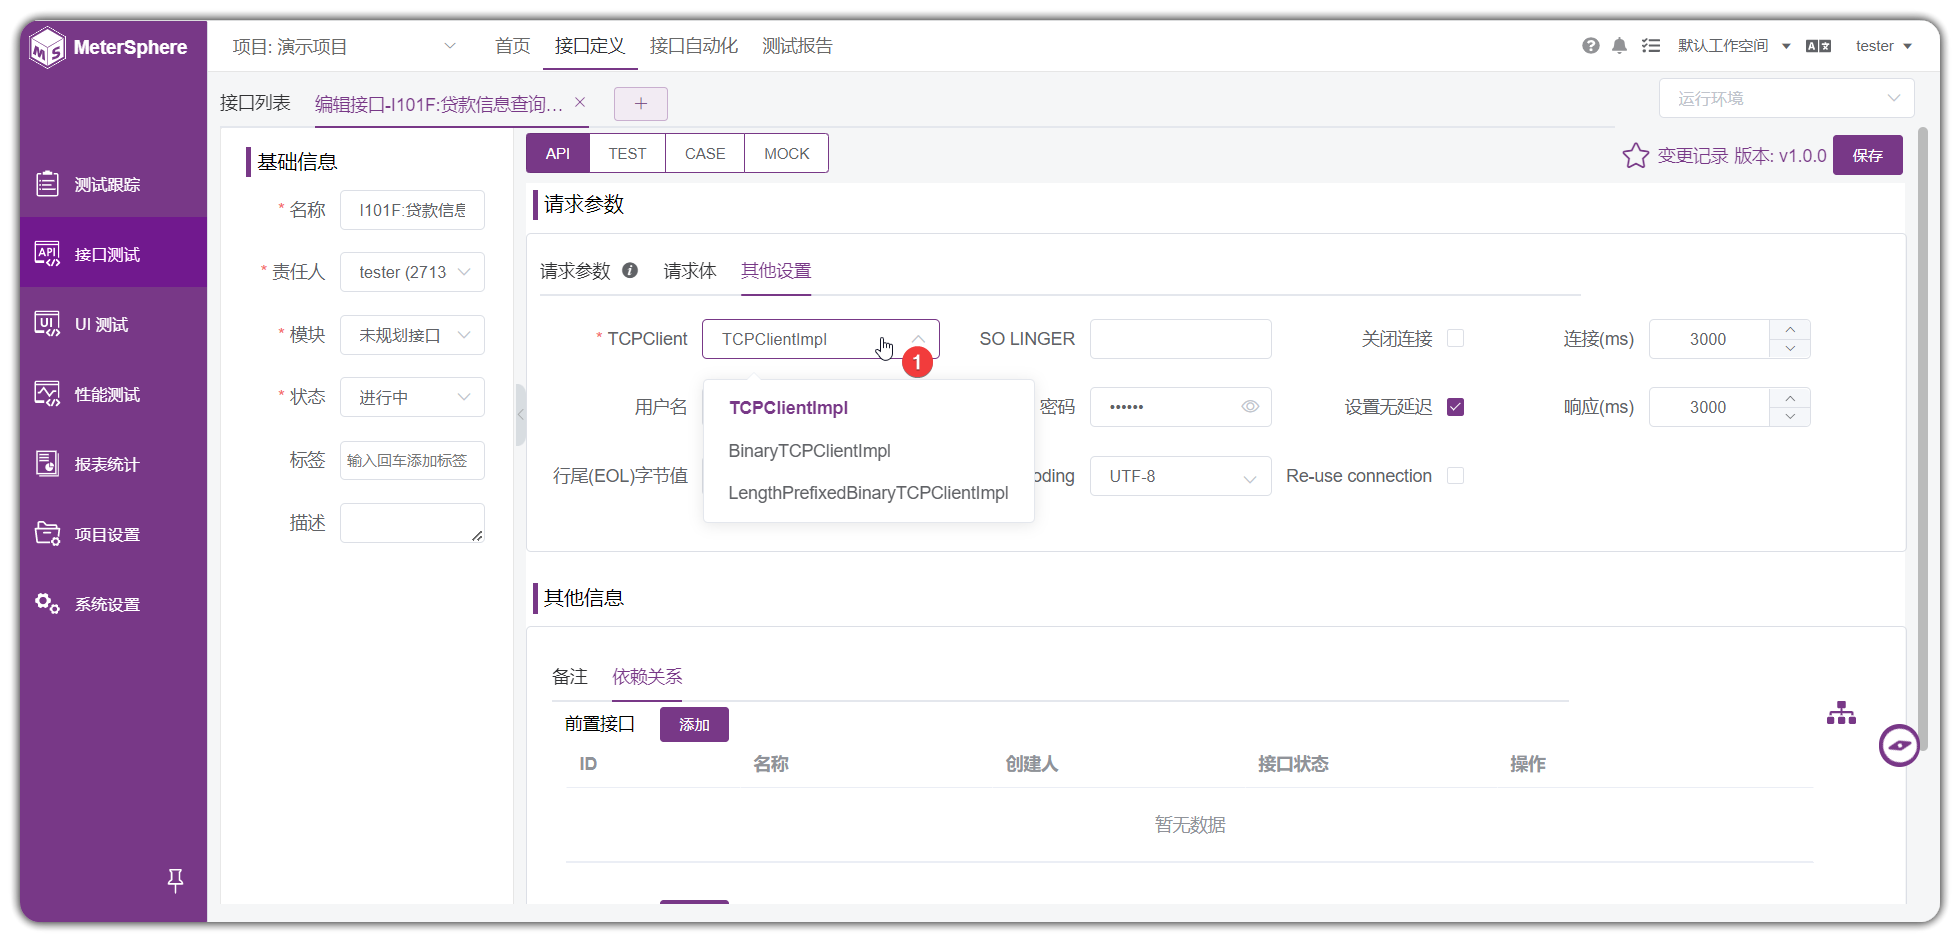 MeterSphere
项目: 演示项目
首页
接口定义
接口自动化
测试报告
默认工作空间
tester
接口列表
编辑接口-I101F:贷款信息查询...
+
运行环境
测试跟踪
接口测试
UI 测试
性能测试
报表统计
项目设置
系统设置
基础信息
* 名称
I101F:贷款信息
* 责任人
tester (2713
* 模块
未规划接口
* 状态
进行中
标签
输入回车添加标签
描述
API
TEST
CASE
MOCK
变更记录 版本: v1.0.0
保存
请求参数
请求参数
请求体
其他设置
* TCPClient
TCPClientImpl
1
SO LINGER
关闭连接
连接(ms)
3000
用户名
TCPClientImpl
BinaryTCPClientImpl
LengthPrefixedBinaryTCPClientImpl
密码
••••••
设置无延迟
响应(ms)
3000
行尾(EOL)字节值
oding
UTF-8
Re-use connection
其他信息
备注
依赖关系
前置接口
添加
ID
名称
创建人
接口状态
操作
暂无数据